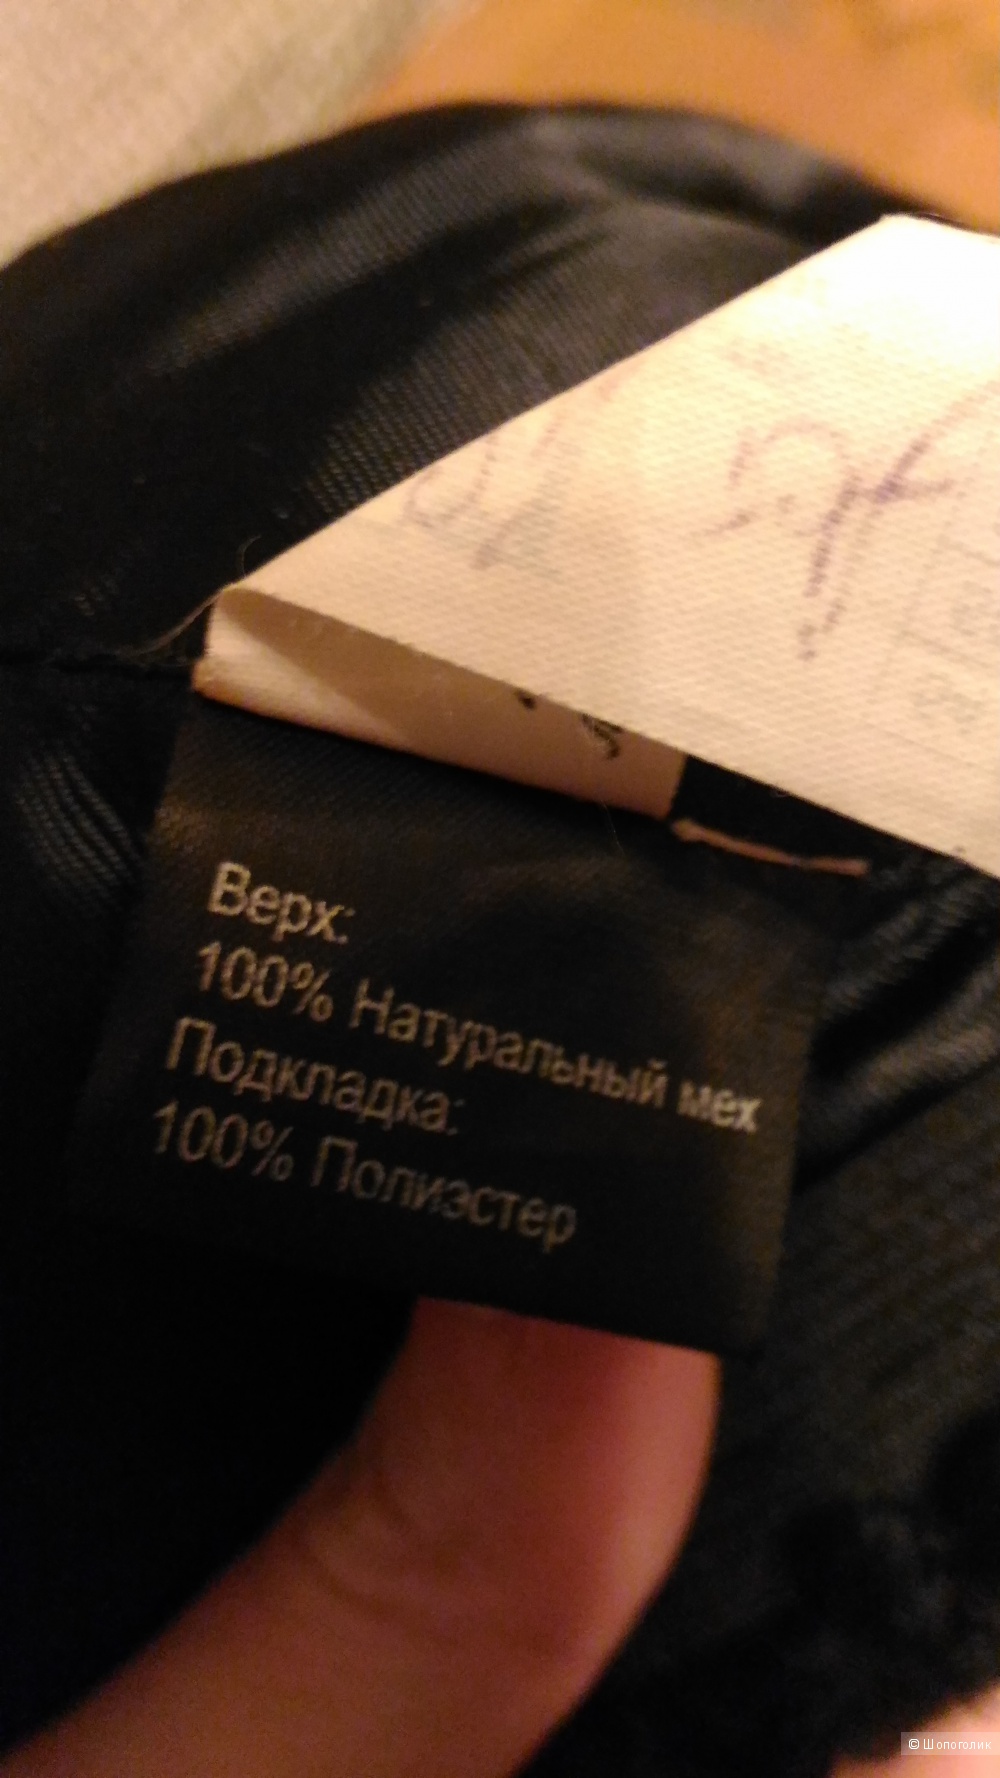 Верх:
100% Натуральный мех
Подкладка:
100% Полиэстер
© Шопоголик